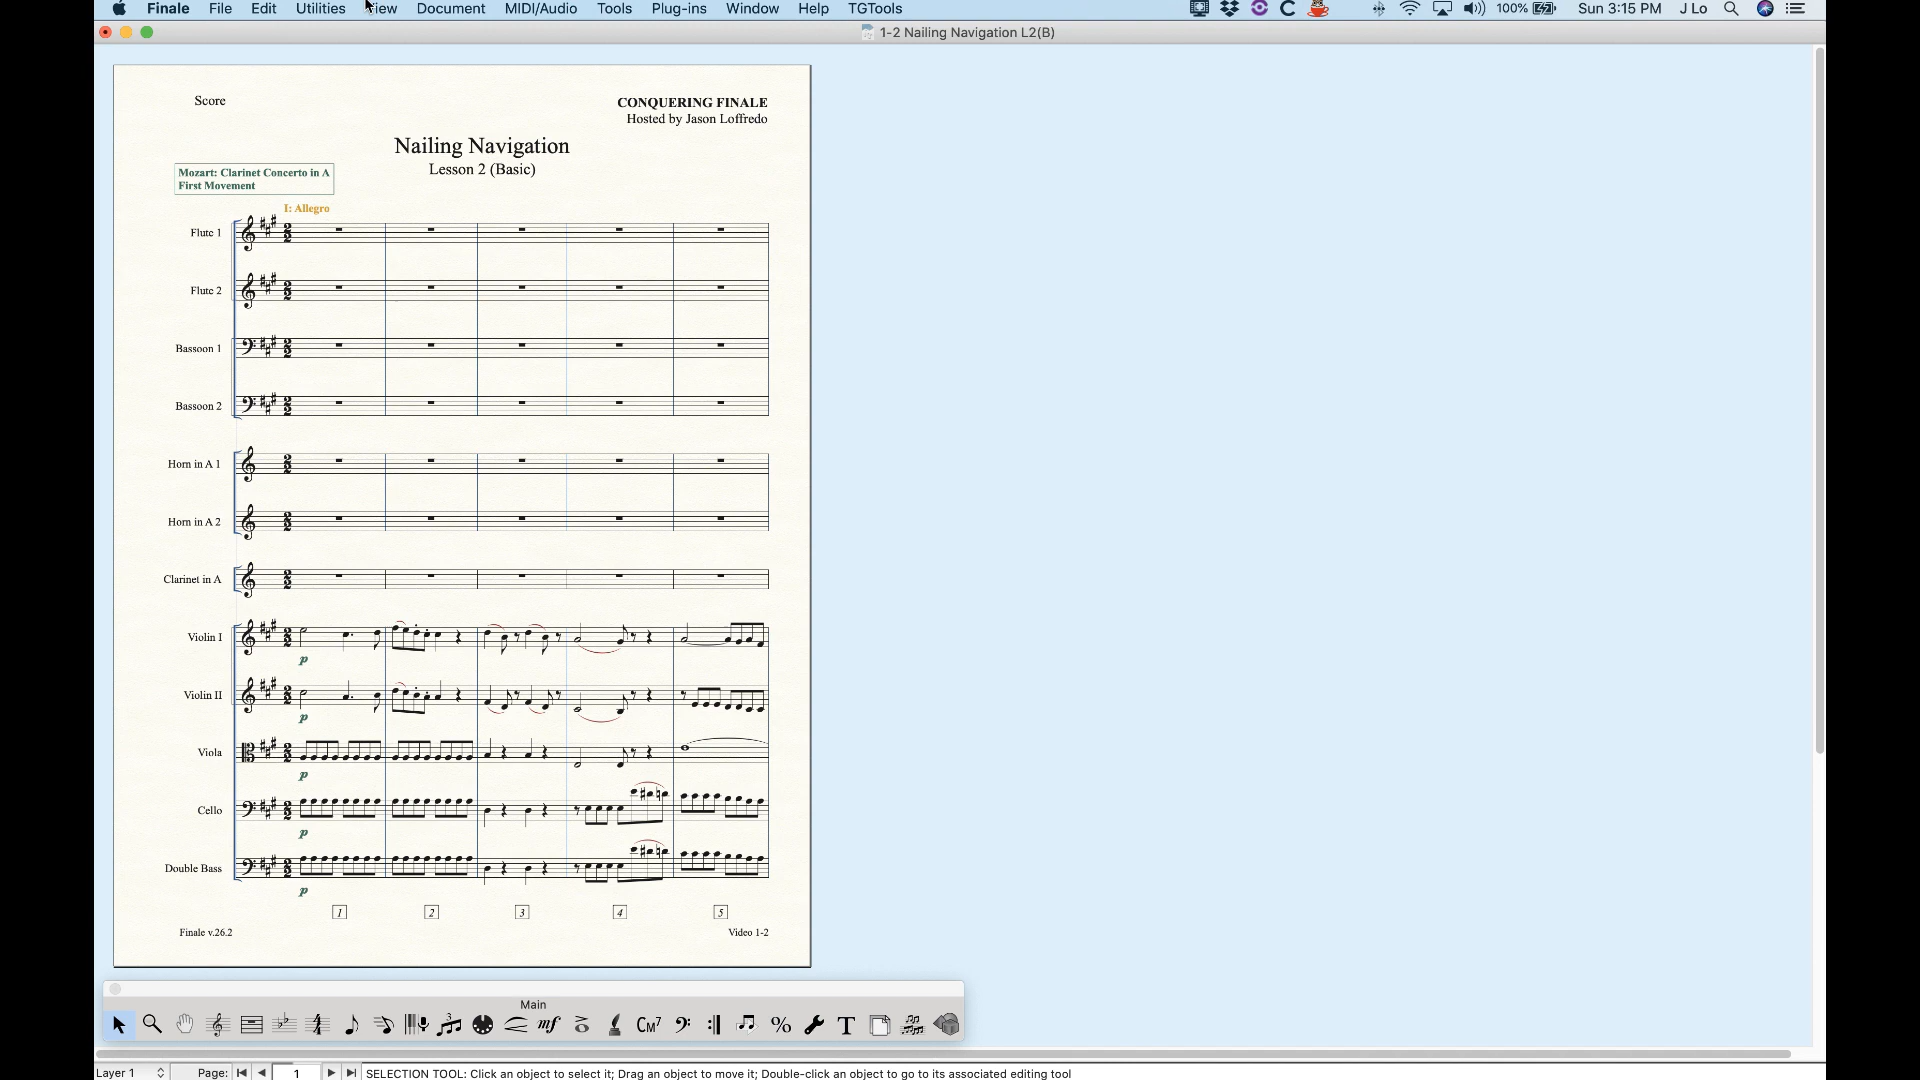 Finale File Edit Utilities View Document MIDI/Audio Tools Plug-ins Window Help TGTools 100% Sun 3:15 PM J Lo
1-2 Nailing Navigation L2(B)
Score
CONQUERING FINALE
Hosted by Jason Loffredo
Nailing Navigation
Lesson 2 (Basic)
Mozart: Clarinet Concerto in A
First Movement
I: Allegro
Flute 1
Flute 2
Bassoon 1
Bassoon 2
Horn in A 1
Horn in A 2
Clarinet in A
Violin I
p
Violin II
p
Viola
p
Cello
p
Double Bass
p
1 2 3 4 5
Finale v.26.2
Video 1-2
Main
mf CM7 % T
Layer 1 Page: 1 SELECTION TOOL: Click an object to select it; Drag an object to move it; Double-click an object to go to its associated editing tool